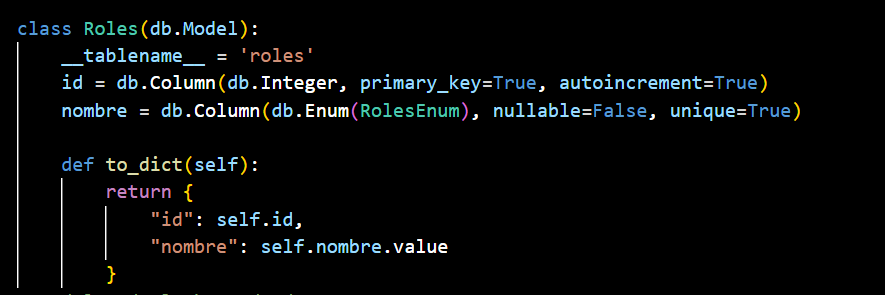 class Roles(db.Model):
    __tablename__ = 'roles'
    id = db.Column(db.Integer, primary_key=True, autoincrement=True)
    nombre = db.Column(db.Enum(RolesEnum), nullable=False, unique=True)

    def to_dict(self):
        return {
            "id": self.id,
            "nombre": self.nombre.value
        }